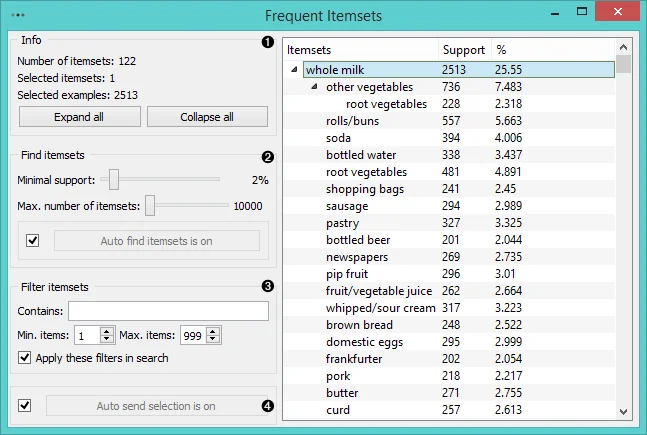 Frequent Itemsets
Info ❶
Number of itemsets: 122
Selected itemsets: 1
Selected examples: 2513
Expand all Collapse all
Find itemsets ❷
Minimal support: 2%
Max. number of itemsets: 10000
Auto find itemsets is on
Filter itemsets ❸
Contains:
Min. items: 1 Max. items: 999
Apply these filters in search
Auto send selection is on ❹
Itemsets Support %
whole milk 2513 25.55
other vegetables 736 7.483
root vegetables 228 2.318
rolls/buns 557 5.663
soda 394 4.006
bottled water 338 3.437
root vegetables 481 4.891
shopping bags 241 2.45
sausage 294 2.989
pastry 327 3.325
bottled beer 201 2.044
newspapers 269 2.735
pip fruit 296 3.01
fruit/vegetable juice 262 2.664
whipped/sour cream 317 3.223
brown bread 248 2.522
domestic eggs 295 2.999
frankfurter 202 2.054
pork 218 2.217
butter 271 2.755
curd 257 2.613